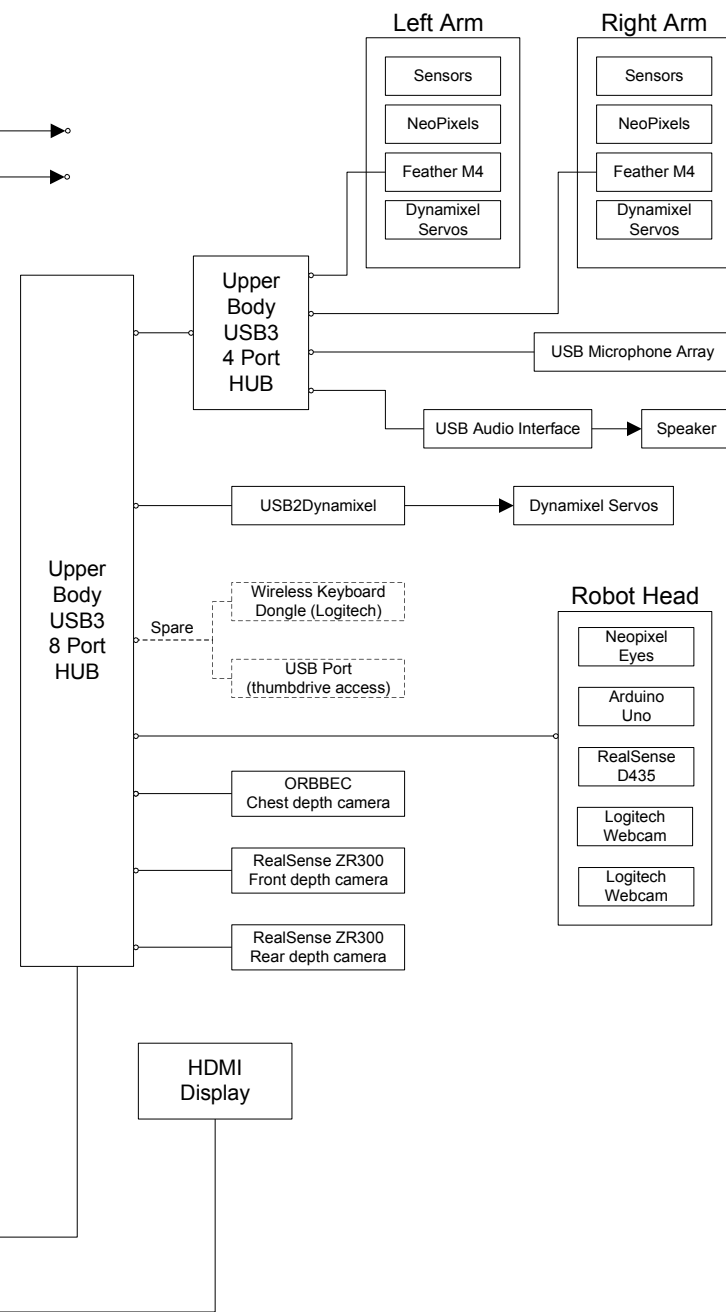 Left Arm
Sensors
NeoPixels
Feather M4
Dynamixel
Servos
Right Arm
Sensors
NeoPixels
Feather M4
Dynamixel
Servos
Upper
Body
USB3
4 Port
HUB
USB Microphone Array
USB Audio Interface
Speaker
Upper
Body
USB3
8 Port
HUB
USB2Dynamixel
Dynamixel Servos
Spare
Wireless Keyboard
Dongle (Logitech)
USB Port
(thumbdrive access)
Robot Head
Neopixel
Eyes
Arduino
Uno
RealSense
D435
Logitech
Webcam
Logitech
Webcam
ORBBEC
Chest depth camera
RealSense ZR300
Front depth camera
RealSense ZR300
Rear depth camera
HDMI
Display